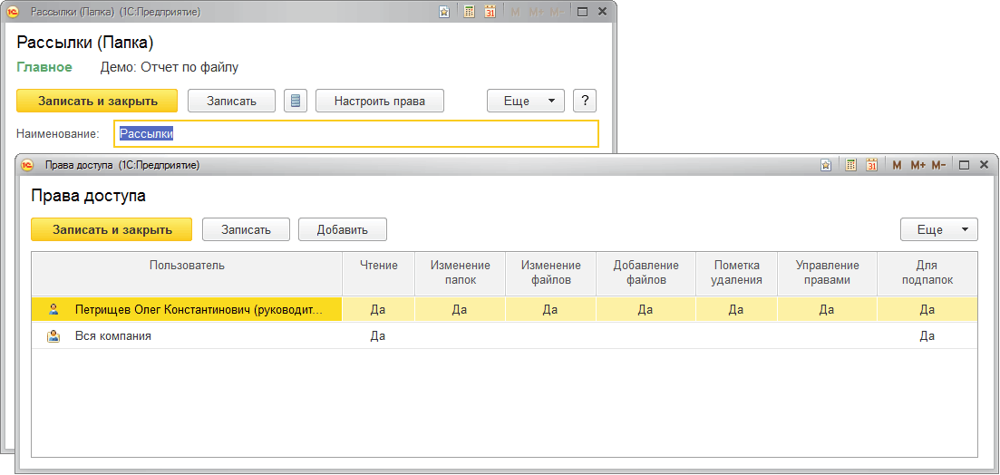 Рассылки (Папка) (1С:Предприятие)
31 M M+ M-
Рассылки (Папка)
Главное Демо: Отчет по файлу
Записать и закрыть Записать Настроить права Еще ?
Наименование: Рассылки
Права доступа (1С:Предприятие)
31 M M+ M-
Права доступа
Записать и закрыть Записать Добавить Еще
Пользователь Чтение Изменение папок Изменение файлов Добавление файлов Пометка удаления Управление правами Для подпапок
Петрищев Олег Константинович (руководит... Да Да Да Да Да Да Да
Вся компания Да Да